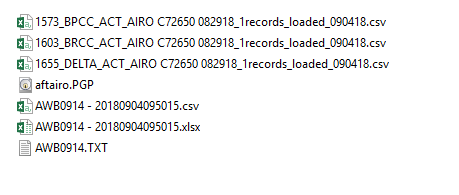 1573_BPCC_ACT_AIRO C72650 082918_1records_loaded_090418.csv
1603_BRCC_ACT_AIRO C72650 082918_1records_loaded_090418.csv
1655_DELTA_ACT_AIRO C72650 082918_1records_loaded_090418.csv
aftairo.PGP
AWB0914 - 20180904095015.csv
AWB0914 - 20180904095015.xlsx
AWB0914.TXT